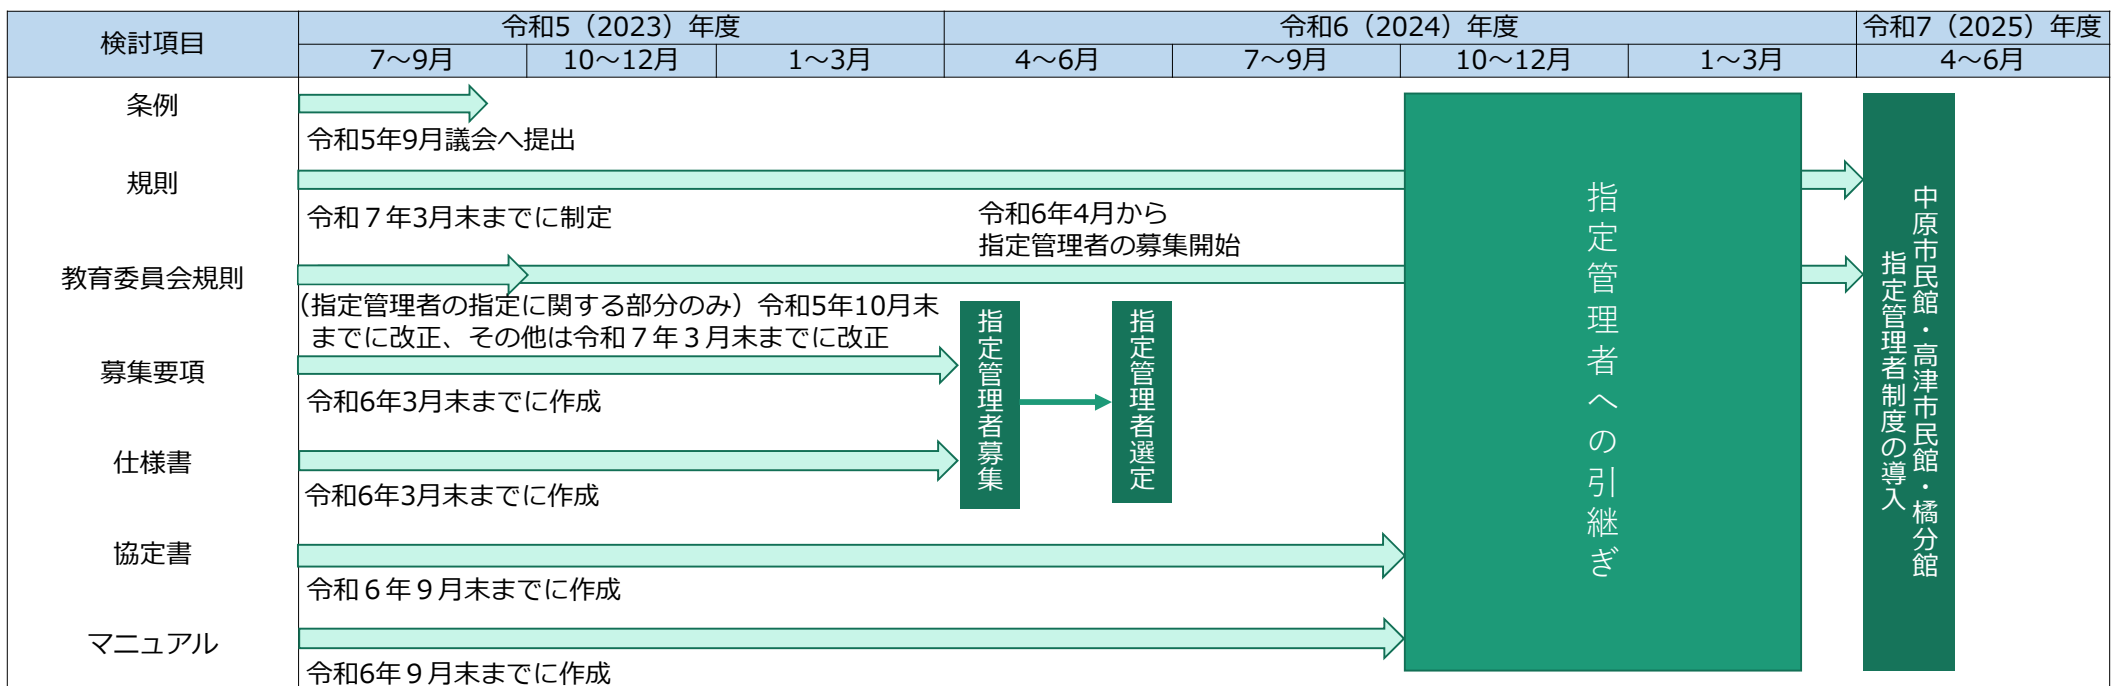 検討項目
令和5（2023）年度
令和6（2024）年度
令和7（2025）年度
7～9月
10～12月
1～3月
4～6月
7～9月
10～12月
1～3月
4～6月
条例
令和5年9月議会へ提出
規則
令和７年3月末までに制定
令和6年4月から
指定管理者の募集開始
教育委員会規則
（指定管理者の指定に関する部分のみ）令和5年10月末
までに改正、その他は令和７年３月末までに改正
募集要項
令和6年3月末までに作成
仕様書
令和6年3月末までに作成
協定書
令和６年９月末までに作成
マニュアル
令和6年９月末までに作成
指定管理者募集
指定管理者選定
指定管理者への引継ぎ
中原市民館・高津市民館・橘分館
指定管理者制度の導入